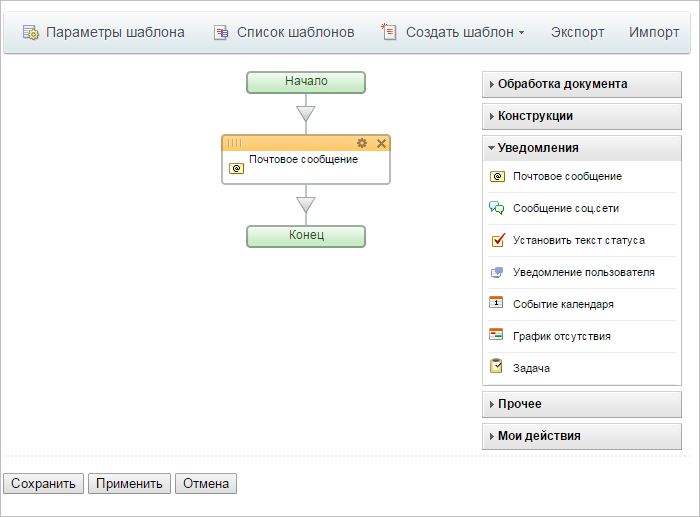 Параметры шаблона Список шаблонов Создать шаблон Экспорт Импорт
Начало
Почтовое сообщение
Конец
Обработка документа
Конструкции
Уведомления
Почтовое сообщение
Сообщение соц.сети
Установить текст статуса
Уведомление пользователя
Событие календаря
График отсутствия
Задача
Прочее
Мои действия
Сохранить Применить Отмена